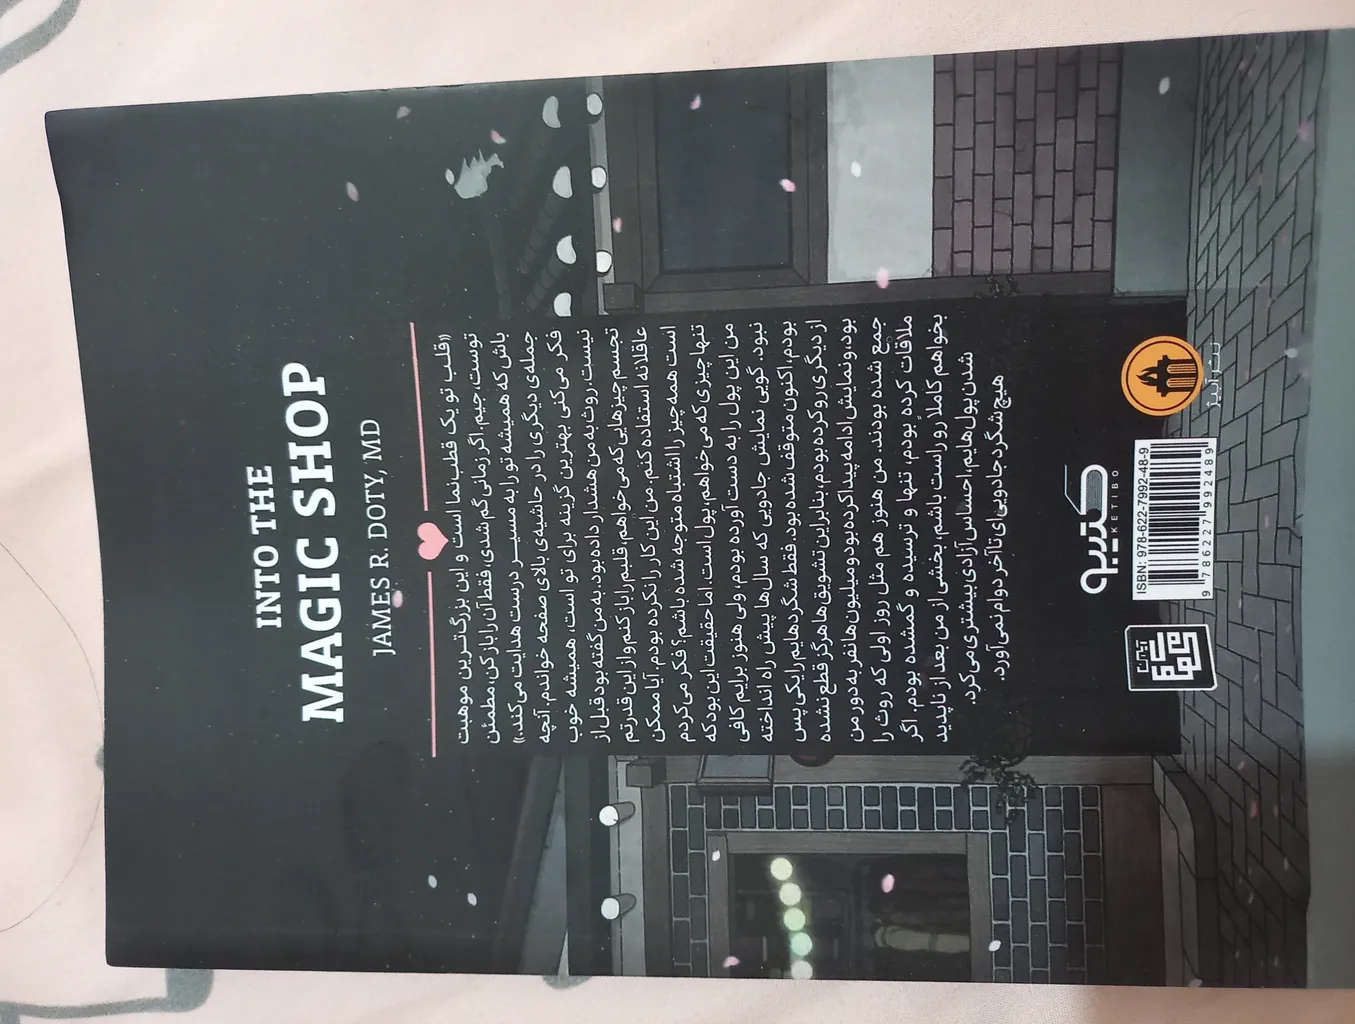 INTO THE
MAGIC SHOP
JAMES R. DOTY, MD
«قلب تو یک قطب‌نما است و این بزرگ‌ترین موهبت
توست، جیم. اگر زمانی گم شدی، فقط آن را باز کن. مطمئن
باش که همیشه تو را به مسیر درست هدایت می‌کند.»
جمله‌ی دیگری را در حاشیه‌ی بالای صفحه خواندم. آنچه
فکر می‌کنی بهترین گزینه برای تو است، همیشه خوب
نیست. روث به من هشدار داده بود. به من گفته بود قبل از
تجسم چیزهایی که می‌خواهم، قلبم را باز کنم و از این قدرتم
عاقلانه استفاده کنم. من این کار را نکرده بودم. آیا ممکن
است همه چیز را اشتباه متوجه شده باشم؟ فکر می‌کردم
تنها چیزی که می‌خواهم، پول است. اما حقیقت این بود که
من این پول را به دست آورده بودم، ولی هنوز برایم کافی
نبود. گویی نمایش جادویی که سال‌ها پیش راه انداخته
بودم، اکنون متوقف شده بود. فقط شگردهایم را یکی پس
از دیگری رو کرده بودم، بنابراین تشویق‌ها هرگز قطع نشده
بود، و نمایش ادامه پیدا کرده بود و میلیون‌ها نفر به دور من
جمع شده بودند. من هنوز هم مثل روز اولی که روث را
ملاقات کرده بودم، تنها و ترسیده و گمشده بودم. اگر
بخواهم کاملا رو راست باشم، بخشی از من بعد از ناپدید
شدن پول‌هایم، احساس آزادی بیشتری می‌کرد.
هیچ شگرد جادویی‌ای تا آخر دوام نمی‌آورد.
کتیبه
KETIBO
ISBN: 978-622-7992-48-9
9 786227 992489